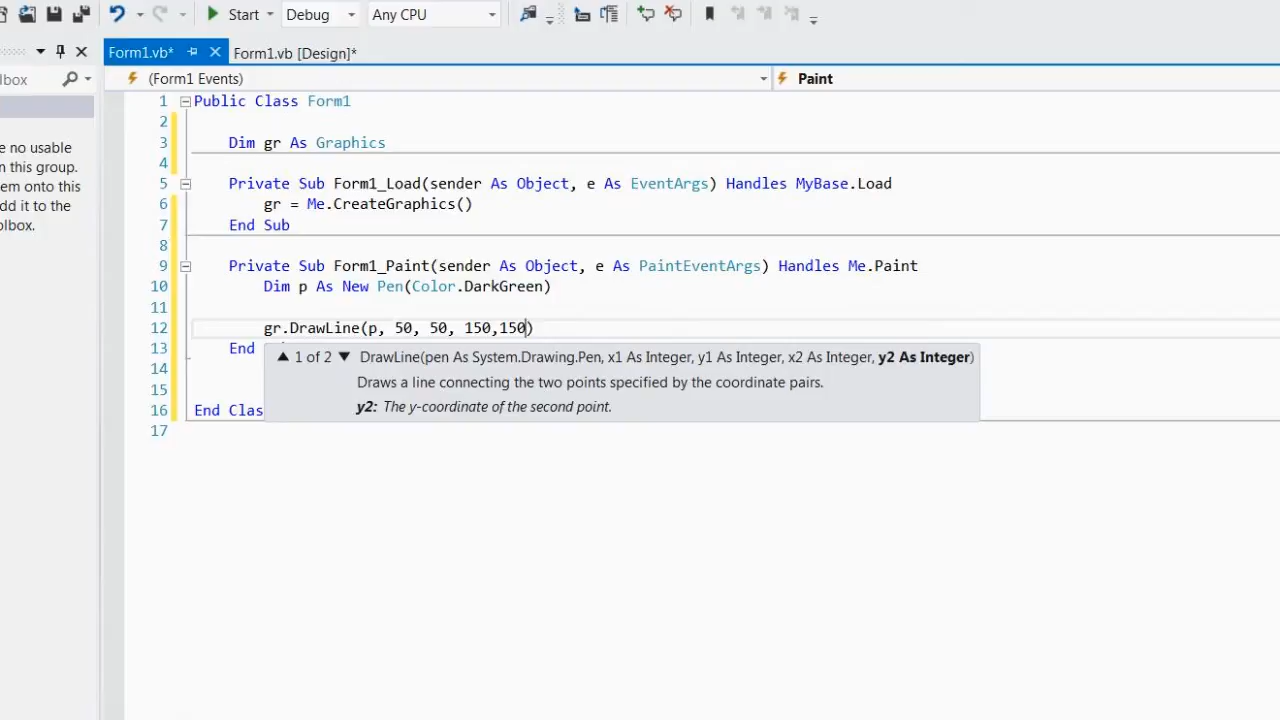 Start Debug Any CPU
Form1.vb* Form1.vb [Design]*
(Form1 Events) Paint
1 Public Class Form1
2
3 Dim gr As Graphics
4
5 Private Sub Form1_Load(sender As Object, e As EventArgs) Handles MyBase.Load
6 gr = Me.CreateGraphics()
7 End Sub
8
9 Private Sub Form1_Paint(sender As Object, e As PaintEventArgs) Handles Me.Paint
10 Dim p As New Pen(Color.DarkGreen)
11
12 gr.DrawLine(p, 50, 50, 150,150)
13 End
1 of 2 DrawLine(pen As System.Drawing.Pen, x1 As Integer, y1 As Integer, x2 As Integer, y2 As Integer)
14
Draws a line connecting the two points specified by the coordinate pairs.
15
y2: The y-coordinate of the second point.
16 End Clas
17
lbox
e no usable
n this group.
em onto this
dd it to the
olbox.